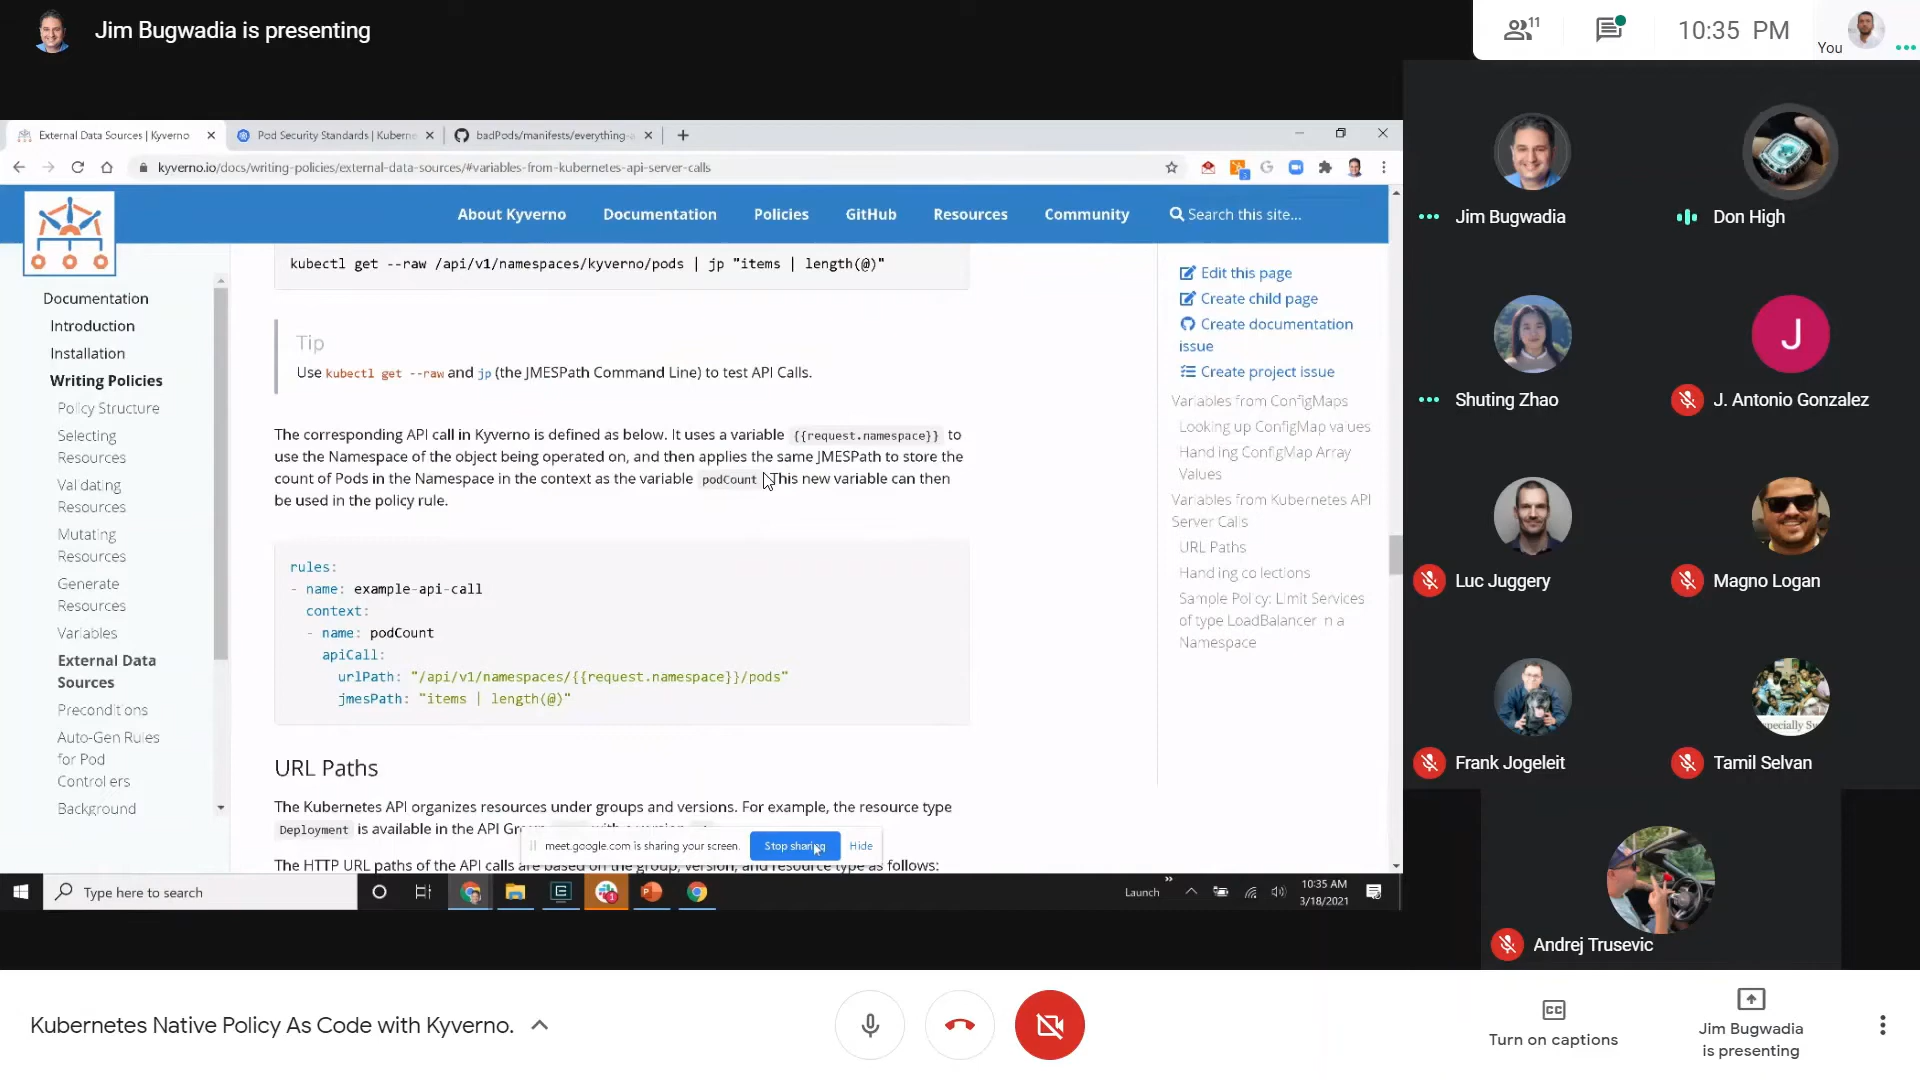 Jim Bugwadia is presenting
11
10:35 PM
You
External Data Sources | Kyverno
Pod Security Standards | Kuberne
badPods/manifests/everything-
kyverno.io/docs/writing-policies/external-data-sources/#variables-from-kubernetes-api-server-calls
About Kyverno
Documentation
Policies
GitHub
Resources
Community
Search this site...
Documentation
Introduction
Installation
Writing Policies
Policy Structure
Selecting
Resources
Validating
Resources
Mutating
Resources
Generate
Resources
Variables
External Data
Sources
Preconditions
Auto-Gen Rules
for Pod
Controllers
Background
kubectl get --raw /api/v1/namespaces/kyverno/pods | jp "items | length(@)"
Tip
Use kubectl get --raw and jp (the JMESPath Command Line) to test API Calls.
The corresponding API call in Kyverno is defined as below. It uses a variable {{request.namespace}} to
use the Namespace of the object being operated on, and then applies the same JMESPath to store the
count of Pods in the Namespace in the context as the variable podCount This new variable can then
be used in the policy rule.
rules:
- name: example-api-call
context:
- name: podCount
apiCall:
urlPath: "/api/v1/namespaces/{{request.namespace}}/pods"
jmesPath: "items | length(@)"
URL Paths
The Kubernetes API organizes resources under groups and versions. For example, the resource type
Deployment is available in the API
The HTTP URL paths of the API calls are based on the group, version, and resource type as follows:
meet.google.com is sharing your screen.
Stop sharing
Hide
Edit this page
Create child page
Create documentation
issue
Create project issue
Variables from ConfigMaps
Looking up ConfigMap values
Handling ConfigMap Array
Values
Variables from Kubernetes API
Server Calls
URL Paths
Handling collections
Sample Policy: Limit Services
of type LoadBalancer in a
Namespace
Type here to search
1
Launch
10:35 AM
3/18/2021
Jim Bugwadia
Don High
Shuting Zhao
J
J. Antonio Gonzalez
Luc Juggery
Magno Logan
Frank Jogeleit
Tamil Selvan
Andrej Trusevic
Kubernetes Native Policy As Code with Kyverno.
Turn on captions
Jim Bugwadia
is presenting